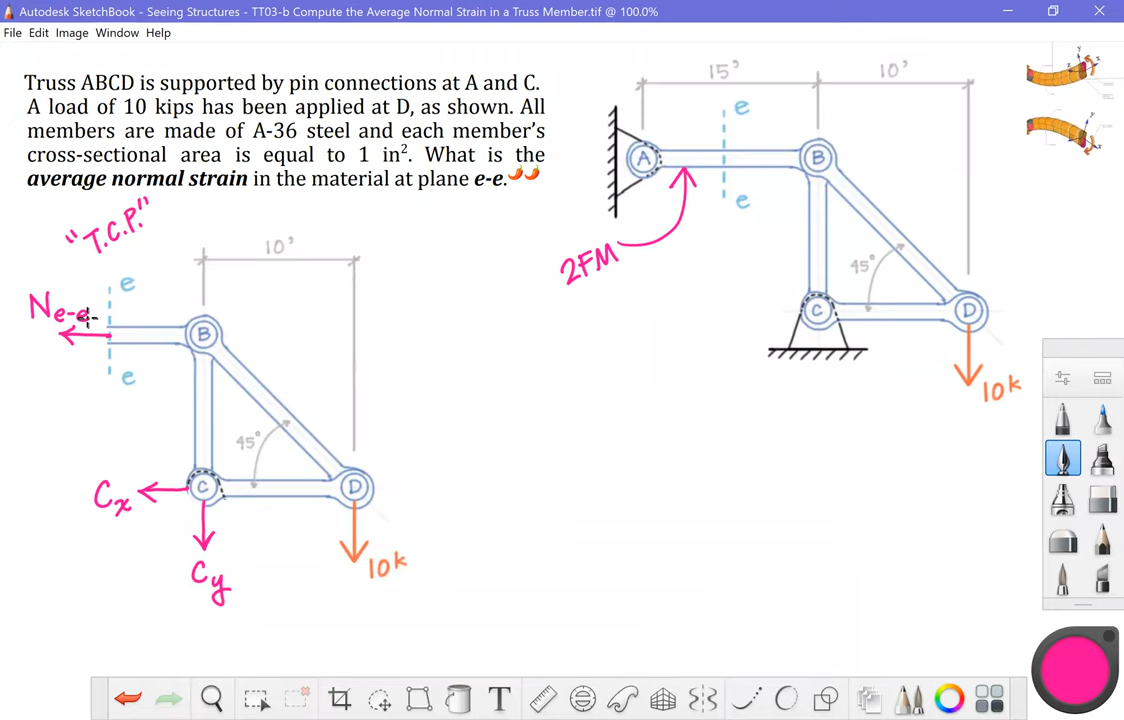 Autodesk SketchBook - Seeing Structures - TT03-b Compute the Average Normal Strain in a Truss Member.tif @ 100.0%
File Edit Image Window Help
Truss ABCD is supported by pin connections at A and C.
A load of 10 kips has been applied at D, as shown. All
members are made of A-36 steel and each member's
cross-sectional area is equal to 1 in². What is the
average normal strain in the material at plane e-e.
"T.C.P."
10'
e
N e-e
B
e
45°
Cx
C
D
10k
Cy
15'
10'
e
A
B
e
2FM
45°
C
D
10k
T